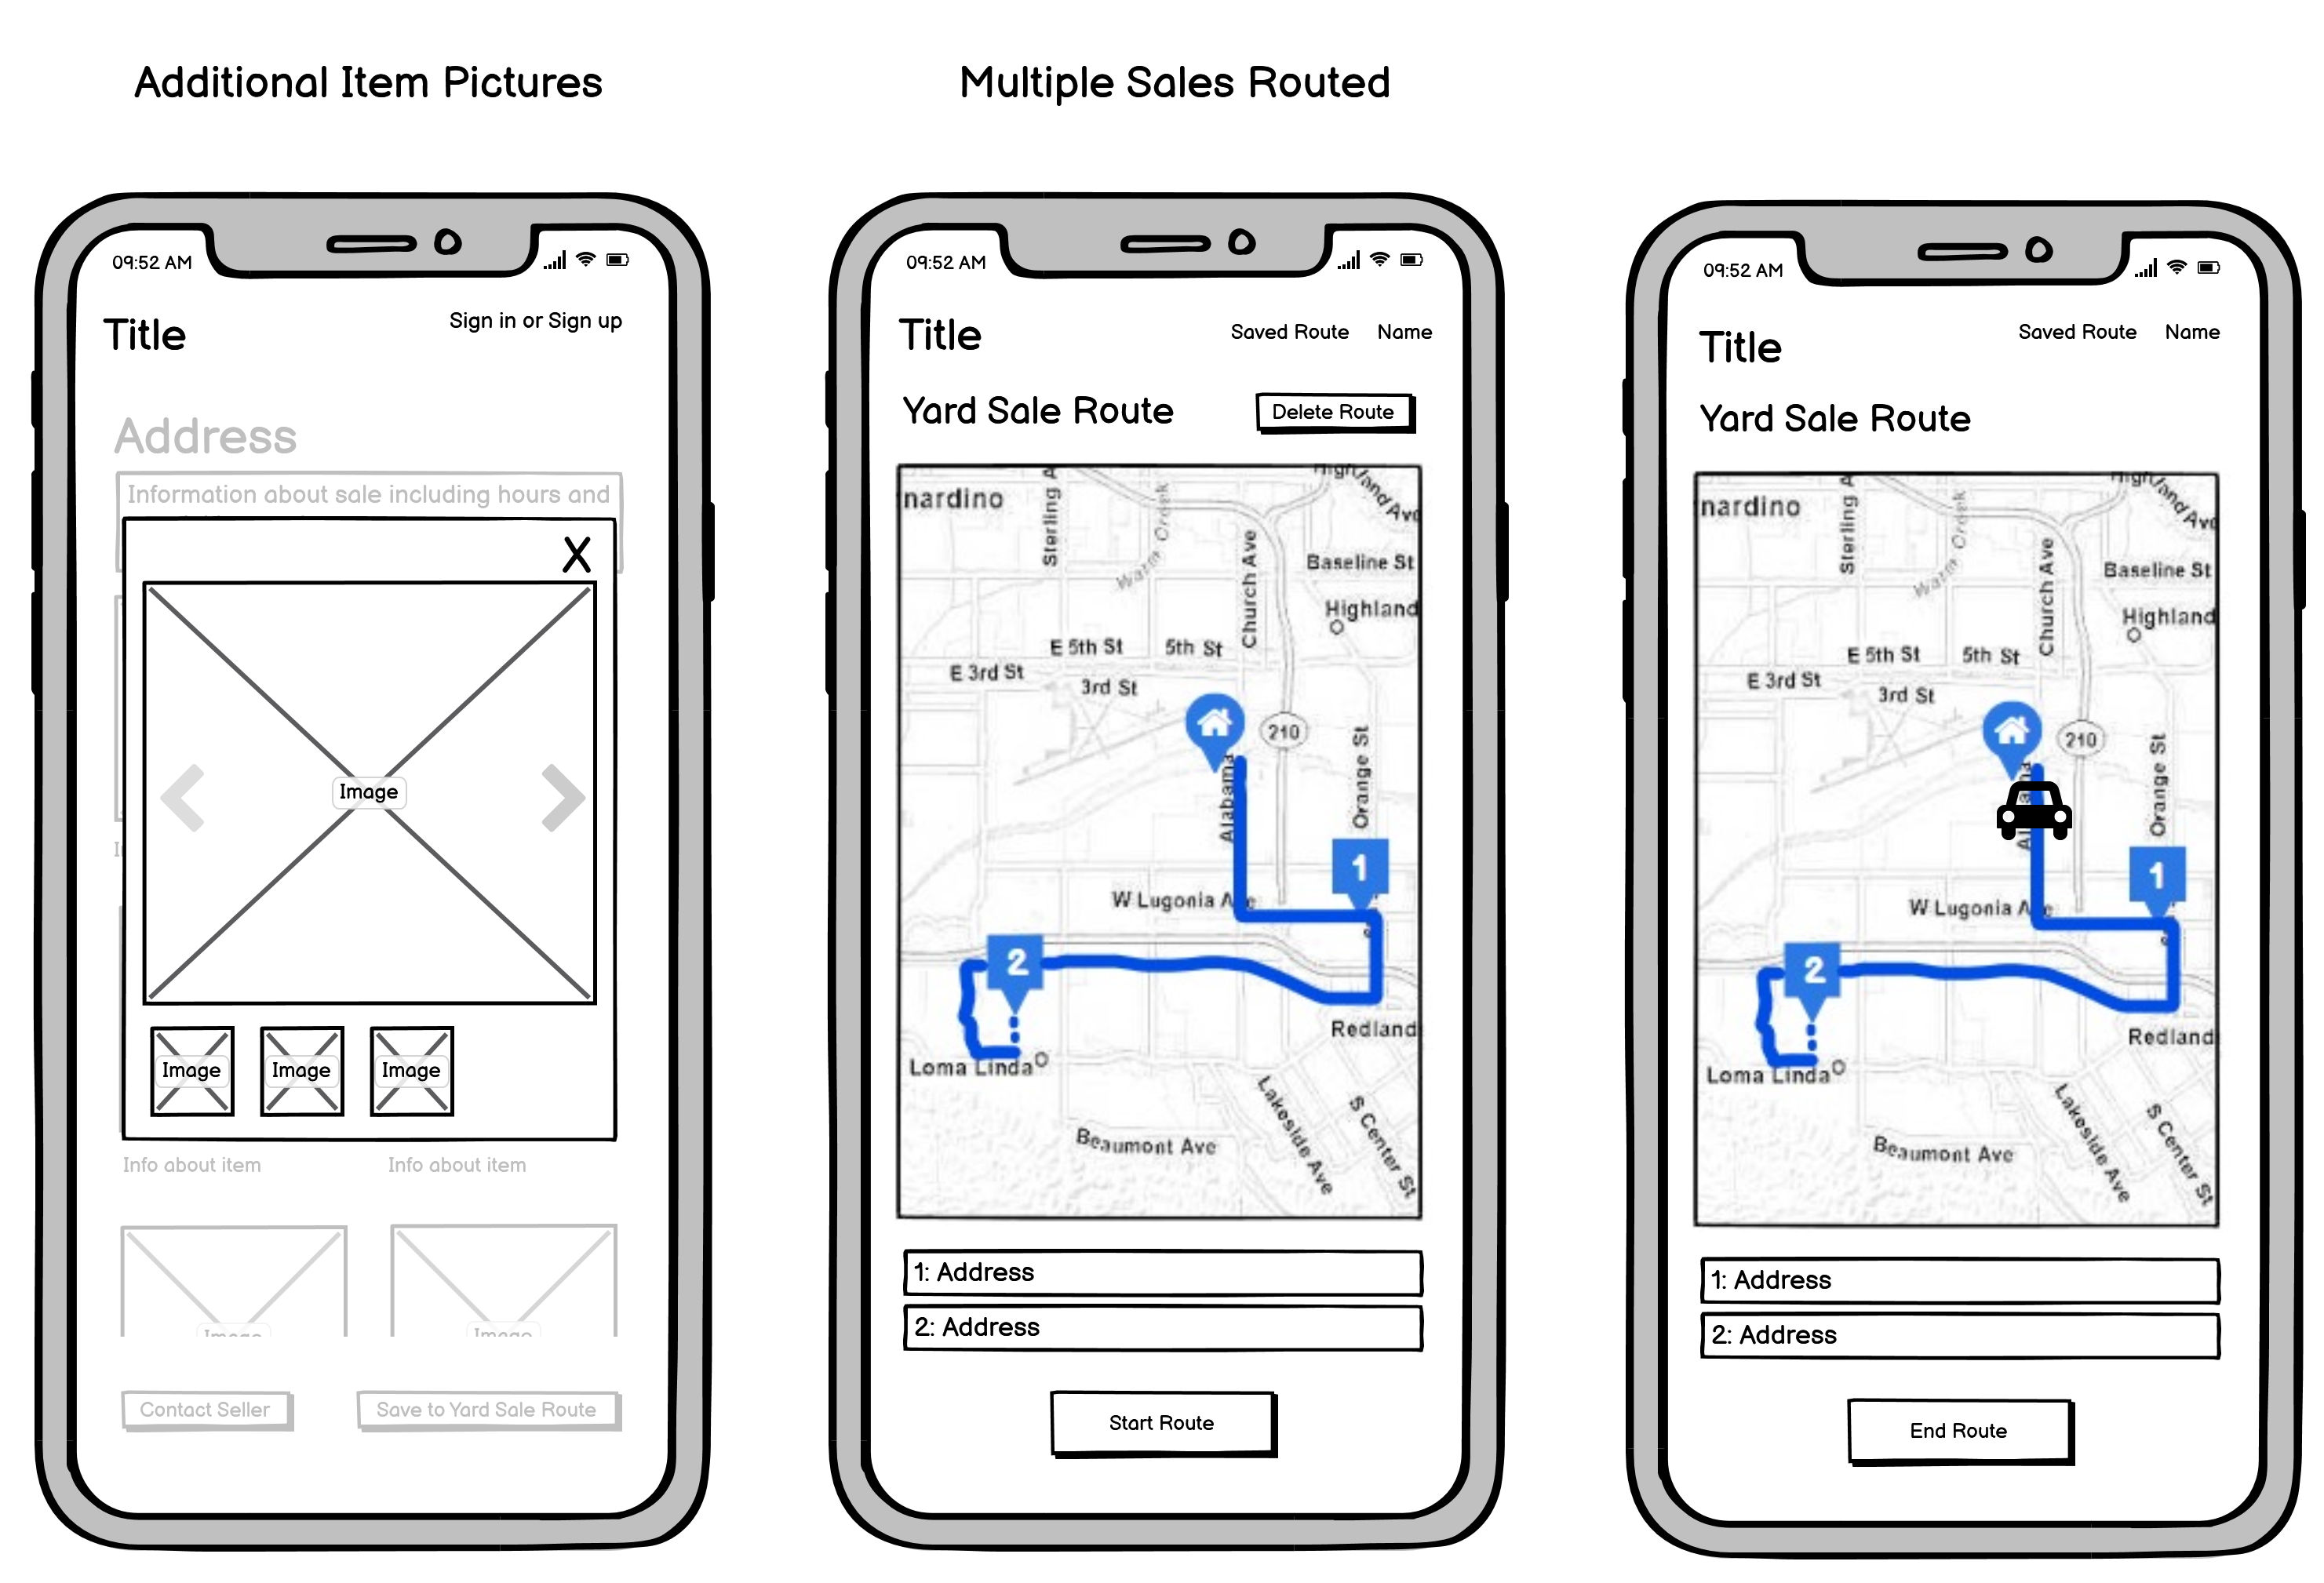 Additional Item Pictures
09:52 AM
Title
Sign in or Sign up
Address
Information about sale including hours and
X
Image
Image Image Image
Info about item Info about item
Image Image
Contact Seller Save to Yard Sale Route
Multiple Sales Routed
09:52 AM
Title
Saved Route Name
Yard Sale Route
Delete Route
nardino
Sterling A
Warm Creek
Highland Ave
Church Ave
Baseline St
Highland
E 5th St 5th St
E 3rd St
3rd St
210
Alabama
Orange St
1
W Lugonia Ave
2
Redland
Loma Linda
Lakeside Ave
S Center St
Beaumont Ave
1: Address
2: Address
Start Route
09:52 AM
Title
Saved Route Name
Yard Sale Route
nardino
Sterling A
Warm Creek
Highland Ave
Church Ave
Baseline St
Highland
E 5th St 5th St
E 3rd St
3rd St
210
Orange St
1
W Lugonia Ave
2
Redland
Loma Linda
Lakeside Ave
S Center St
Beaumont Ave
1: Address
2: Address
End Route